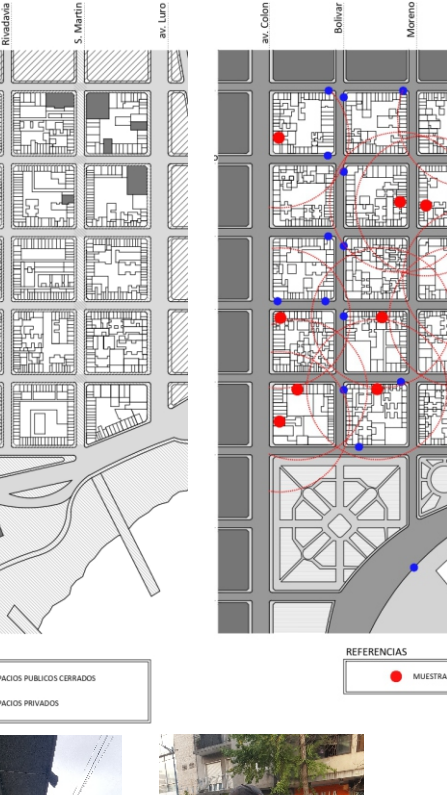 Rivadavia
S. Martin
av. Luro
av. Colon
Bolivar
Moreno
PACIOS PUBLICOS CERRADOS
PACIOS PRIVADOS
REFERENCIAS
MUESTRA